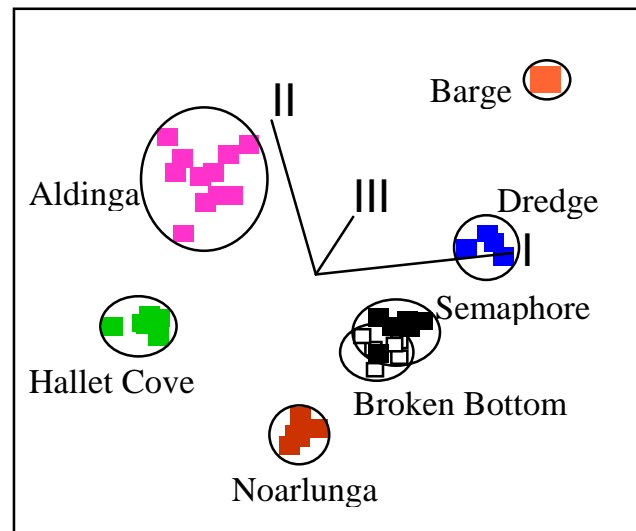 Barge
II
Aldinga
III
Dredge
I
Semaphore
Hallet Cove
Broken Bottom
Noarlunga